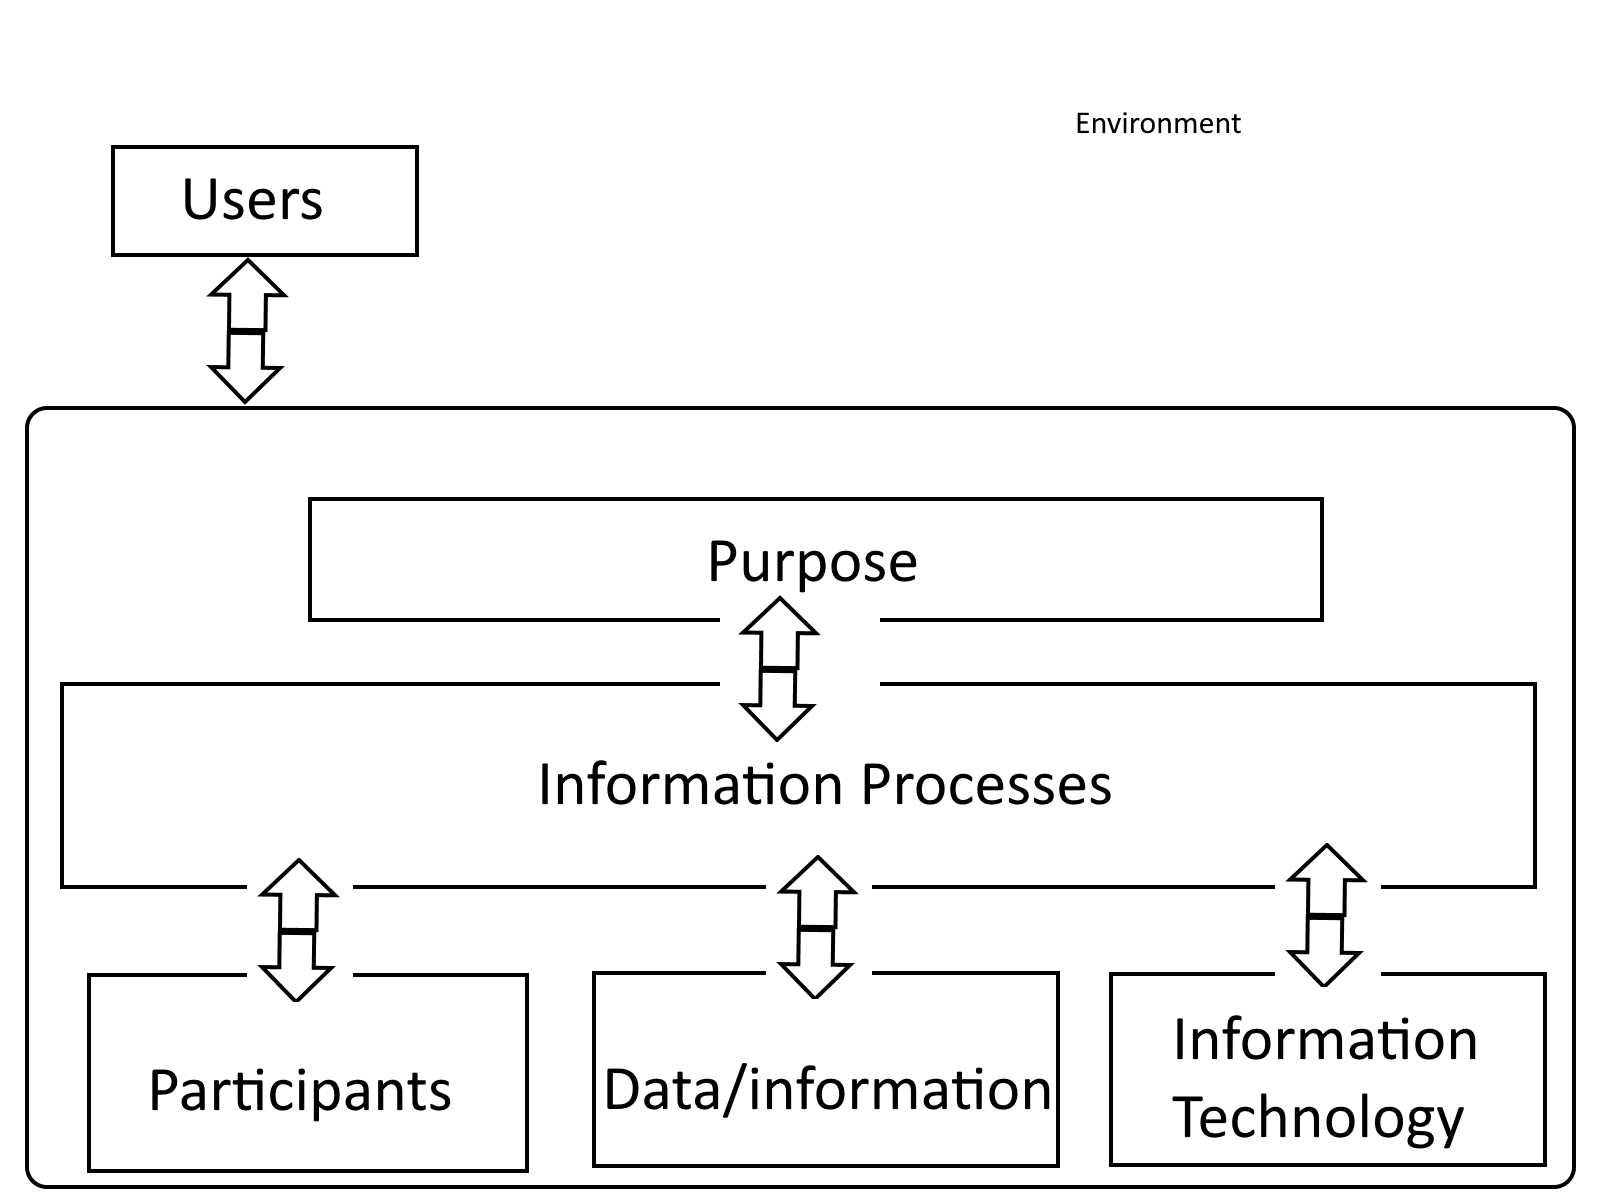 Environment
Users
Purpose
Information Processes
Participants
Data/information
Information
Technology